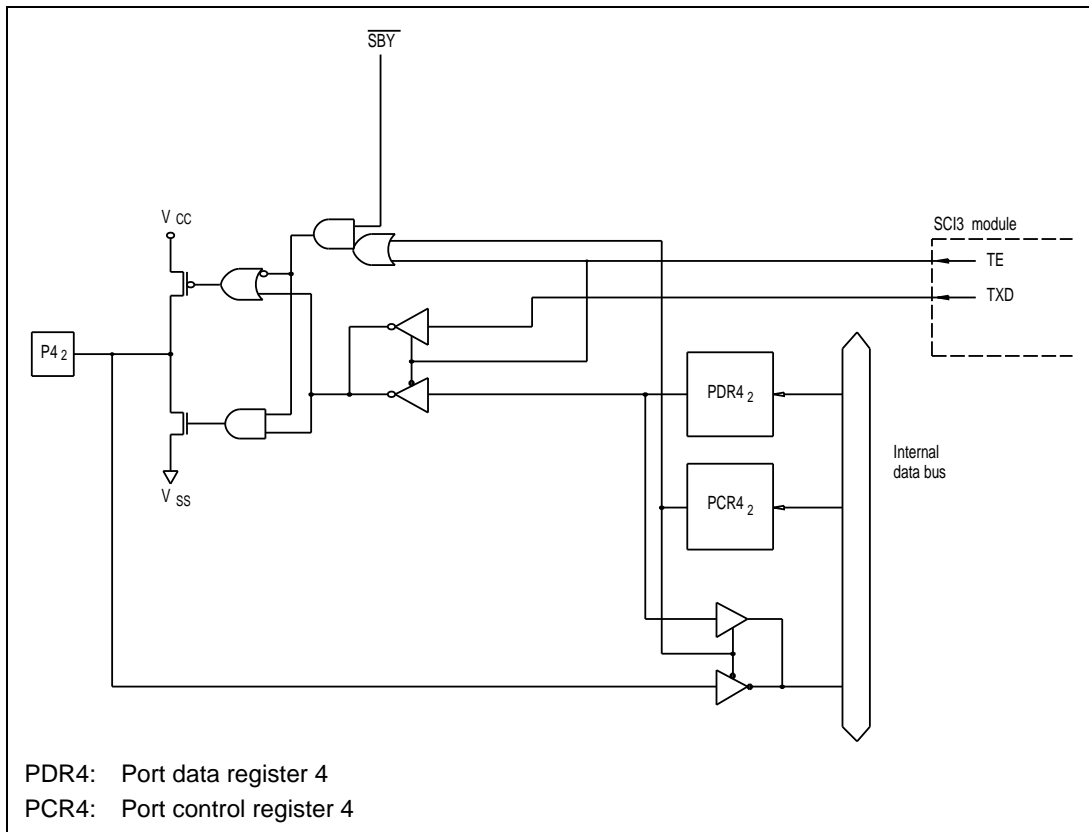 SBY
V CC
SCI3 module
TE
TXD
P4 2
PDR4 2
Internal
data bus
V SS
PCR4 2
PDR4: Port data register 4
PCR4: Port control register 4